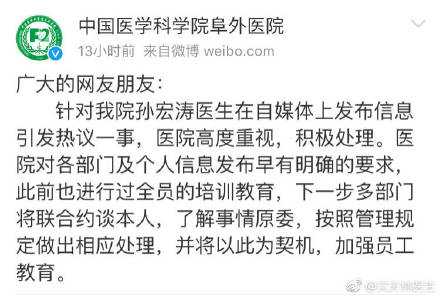 中国医学科学院阜外医院
13小时前 来自微博 weibo.com
广大的网友朋友:
针对我院孙宏涛医生在自媒体上发布信息
引发热议一事，医院高度重视，积极处理。医
院对各部门及个人信息发布早有明确的要求，
此前也进行过全员的培训教育，下一步多部门
将联合约谈本人，了解事情原委，按照管理规
定做出相应处理，并将以此为契机，加强员工
教育。